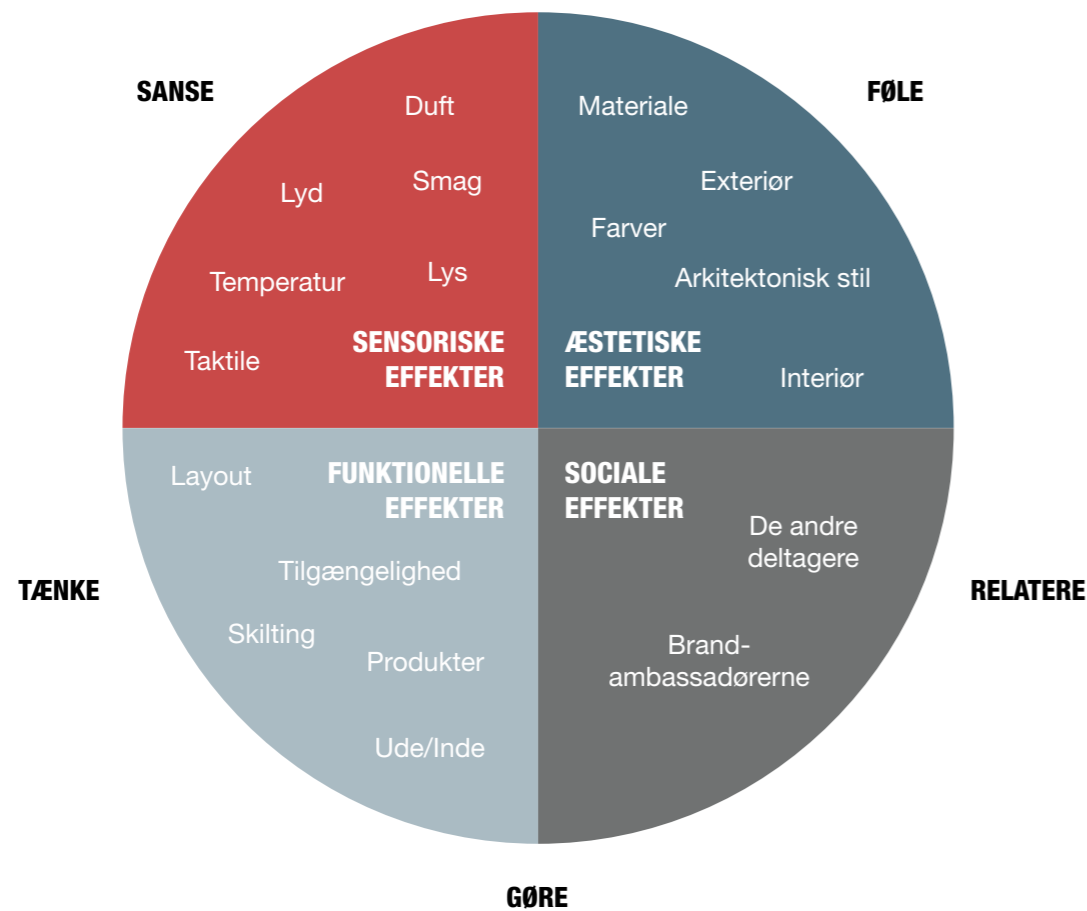 SANSE
FØLE
Duft
Smag
Lyd
Lys
Temperatur
Taktile
SENSORISKE
EFFEKTER
Materiale
Exteriør
Farver
Arkitektonisk stil
ÆSTETISKE
EFFEKTER
Interiør
Layout
FUNKTIONELLE
EFFEKTER
Tilgængelighed
Skilting
Produkter
Ude/Inde
SOCIALE
EFFEKTER
De andre
deltagere
Brand-
ambassadørerne
TÆNKE
RELATERE
GØRE